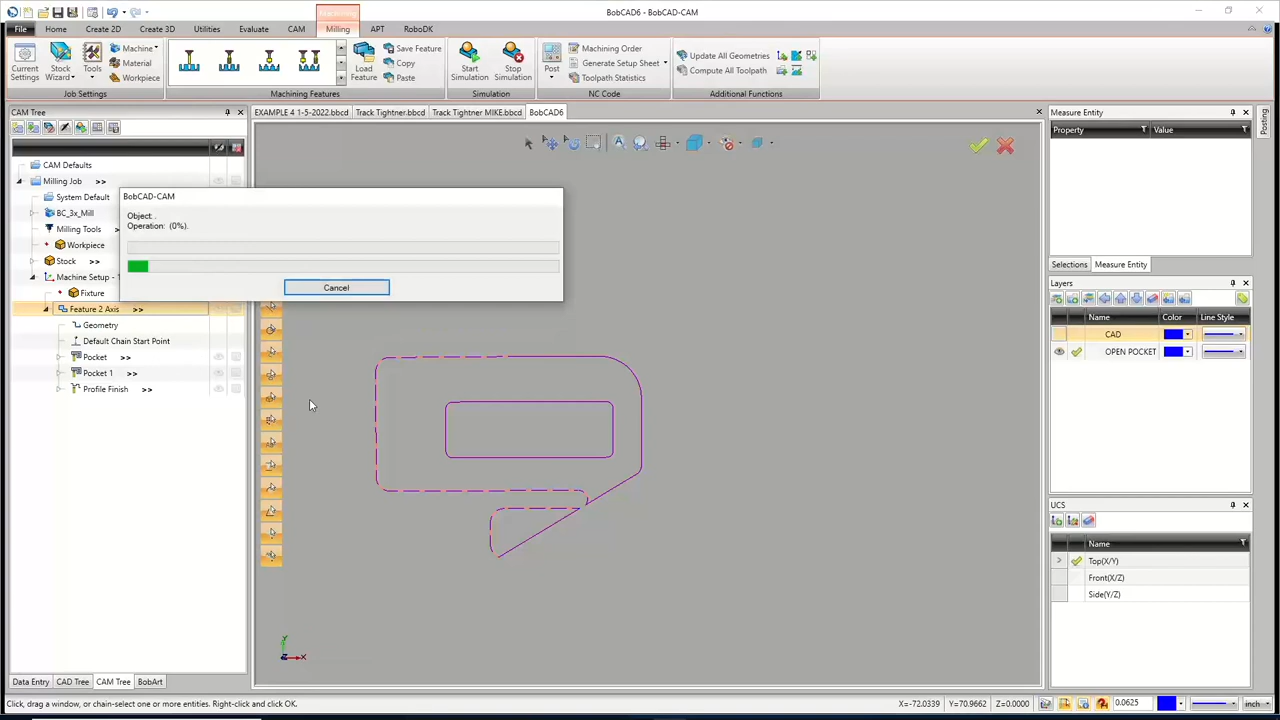 BobCAD6 - BobCAD-CAM
File Home Create 2D Create 3D Utilities Evaluate CAM Milling APT RoboDK
Current Settings
Stock Wizard
Tools
Machine
Material
Workpiece
Job Settings
Machining Features
Load Feature
Save Feature
Copy
Paste
Start Simulation
Stop Simulation
Simulation
Post
Machining Order
Generate Setup Sheet
Toolpath Statistics
NC Code
Update All Geometries
Compute All Toolpath
Additional Functions
CAM Tree
EXAMPLE 4 1-5-2022.bbcd Track Tightner.bbcd Track Tightner MIKE.bbcd BobCAD6
CAM Defaults
Milling Job >>
System Default
BC_3x_Mill
Milling Tools >
Workpiece
Stock >>
Machine Setup - 1
Fixture
Feature 2 Axis >>
Geometry
Default Chain Start Point
Pocket >>
Pocket 1 >>
Profile Finish >>
BobCAD-CAM
Object: .
Operation: (0%).
Cancel
Y
Z X
Data Entry CAD Tree CAM Tree BobArt
Measure Entity
Property Value
Selections Measure Entity
Posting
Layers
Name Color Line Style
CAD
OPEN POCKET
UCS
Name
Top(X/Y)
Front(X/Z)
Side(Y/Z)
Click, drag a window, or chain-select one or more entities. Right-click and click OK.
X=-72.0339 Y=70.9662 Z=0.0000 0.0625 inch